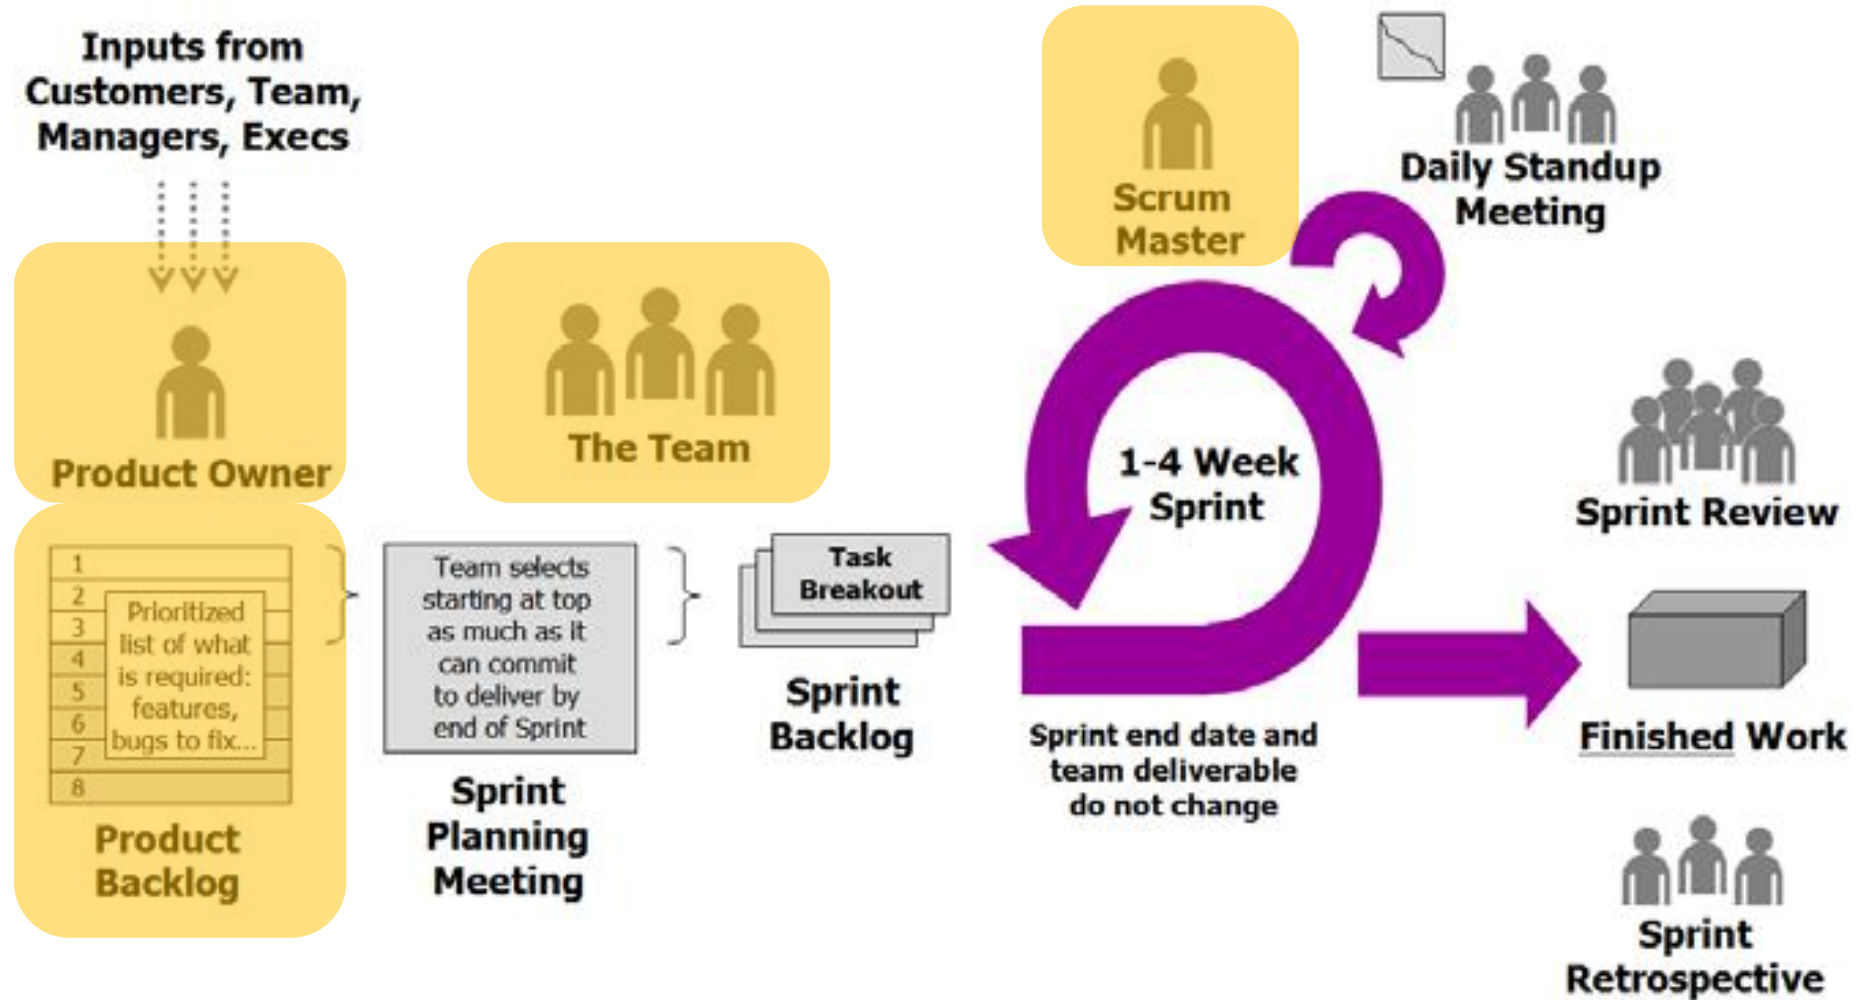 Inputs from
Customers, Team,
Managers, Execs
Product Owner
The Team
Scrum
Master
Daily Standup
Meeting
1
2
3
4
5
6
7
8
Prioritized
list of what
is required:
features,
bugs to fix...
Product
Backlog
Team selects
starting at top
as much as it
can commit
to deliver by
end of Sprint
Sprint
Planning
Meeting
Task
Breakout
Sprint
Backlog
1-4 Week
Sprint
Sprint end date and
team deliverable
do not change
Sprint Review
Finished Work
Sprint
Retrospective